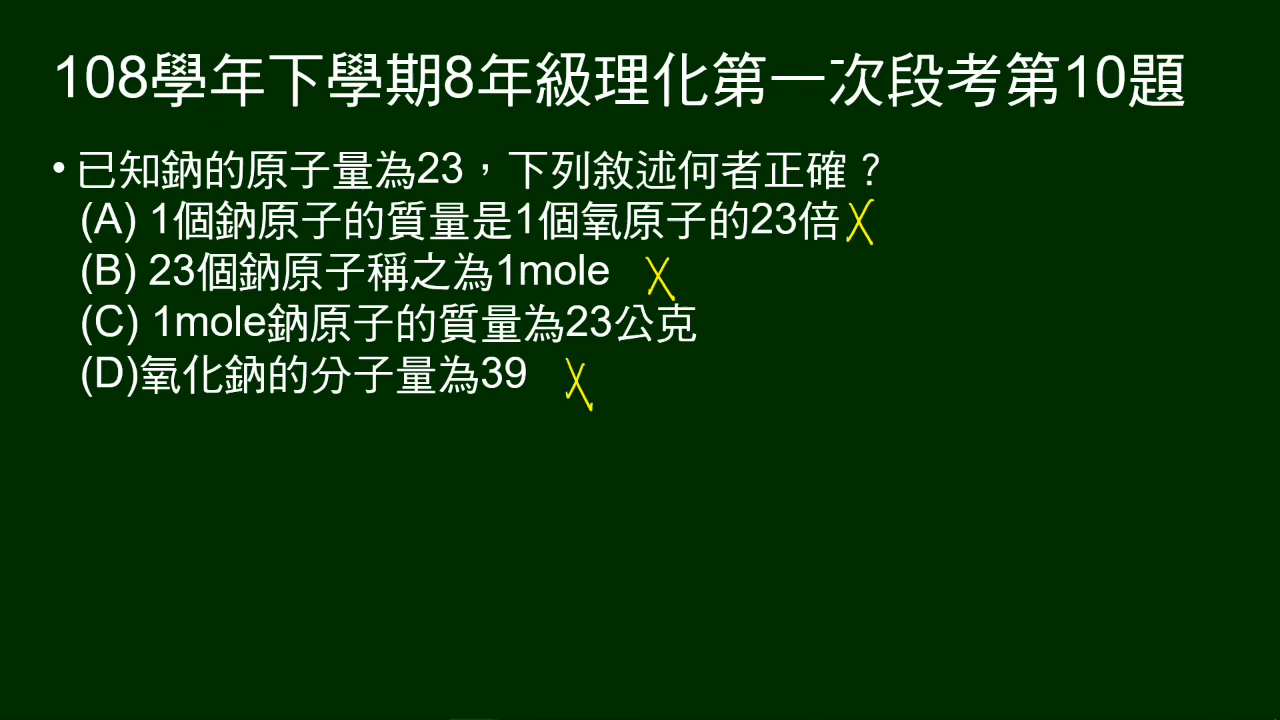 108學年下學期8年級理化第一次段考第10題
• 已知鈉的原子量為23，下列敘述何者正確？
(A) 1個鈉原子的質量是1個氧原子的23倍 X
(B) 23個鈉原子稱之為1mole X
(C) 1mole鈉原子的質量為23公克
(D)氧化鈉的分子量為39 X